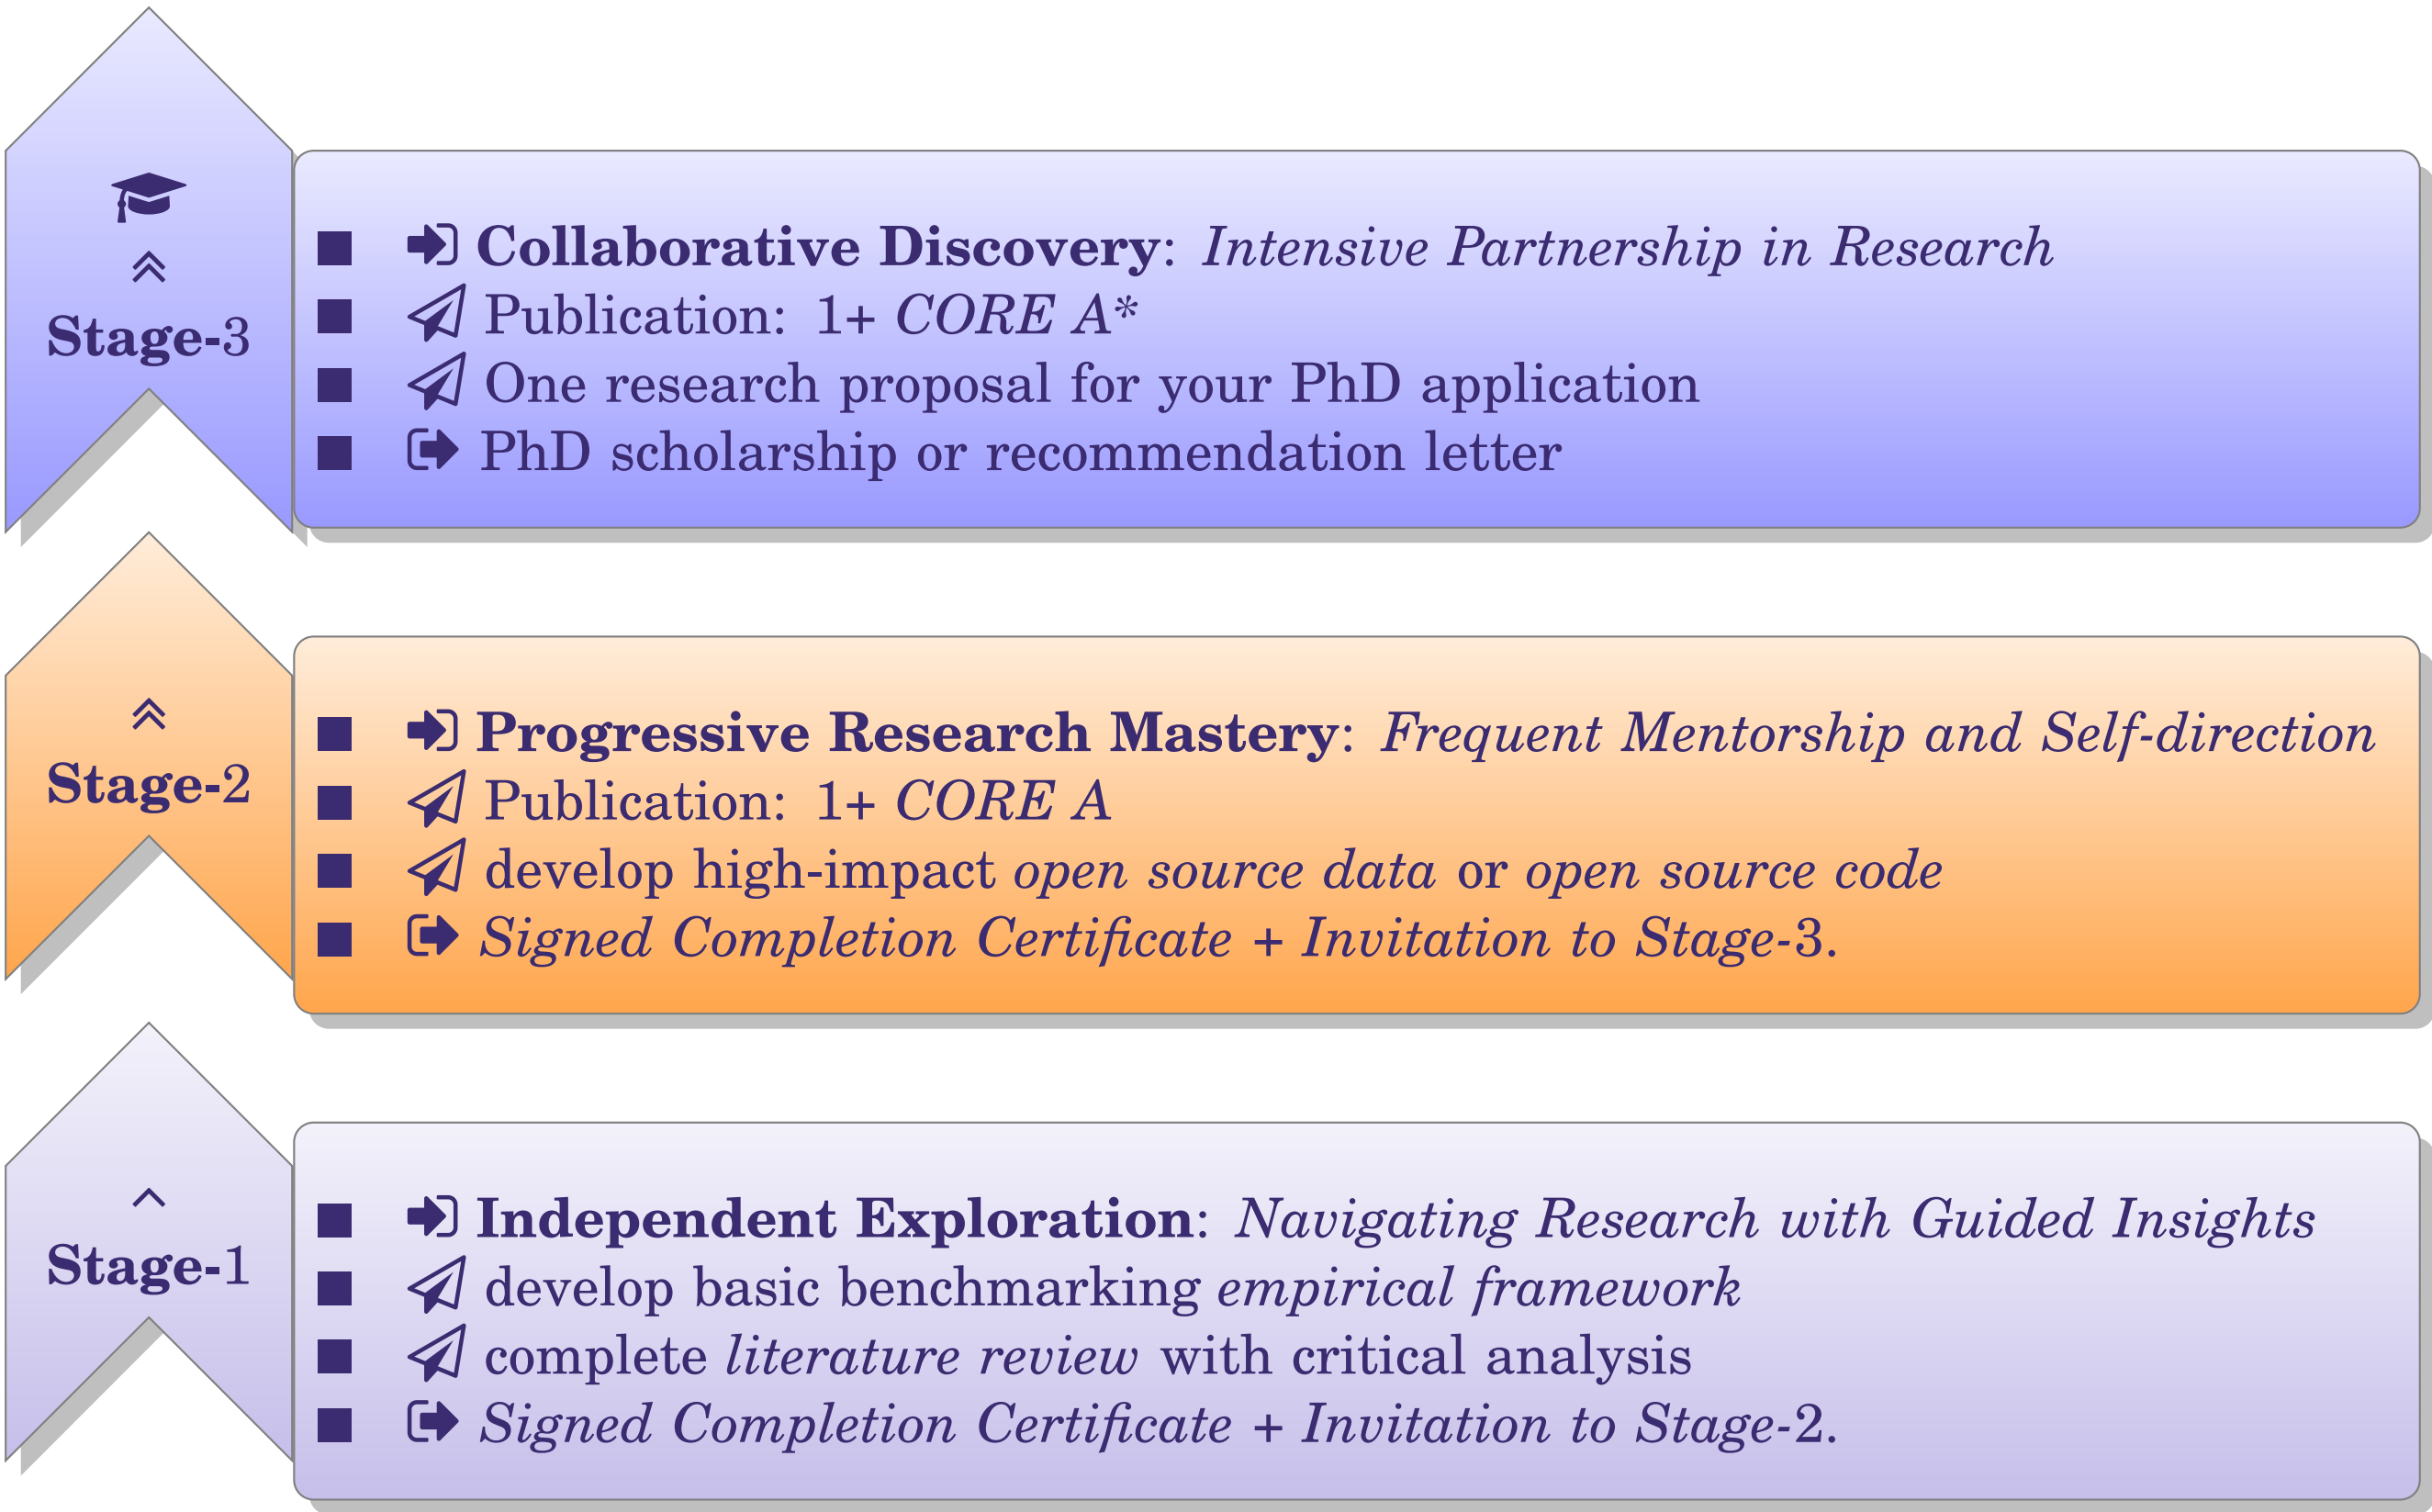 Stage-3
Collaborative Discovery: Intensive Partnership in Research
Publication: 1+ CORE A*
One research proposal for your PhD application
PhD scholarship or recommendation letter
Stage-2
Progressive Research Mastery: Frequent Mentorship and Self-direction
Publication: 1+ CORE A
develop high-impact open source data or open source code
Signed Completion Certificate + Invitation to Stage-3.
Stage-1
Independent Exploration: Navigating Research with Guided Insights
develop basic benchmarking empirical framework
complete literature review with critical analysis
Signed Completion Certificate + Invitation to Stage-2.